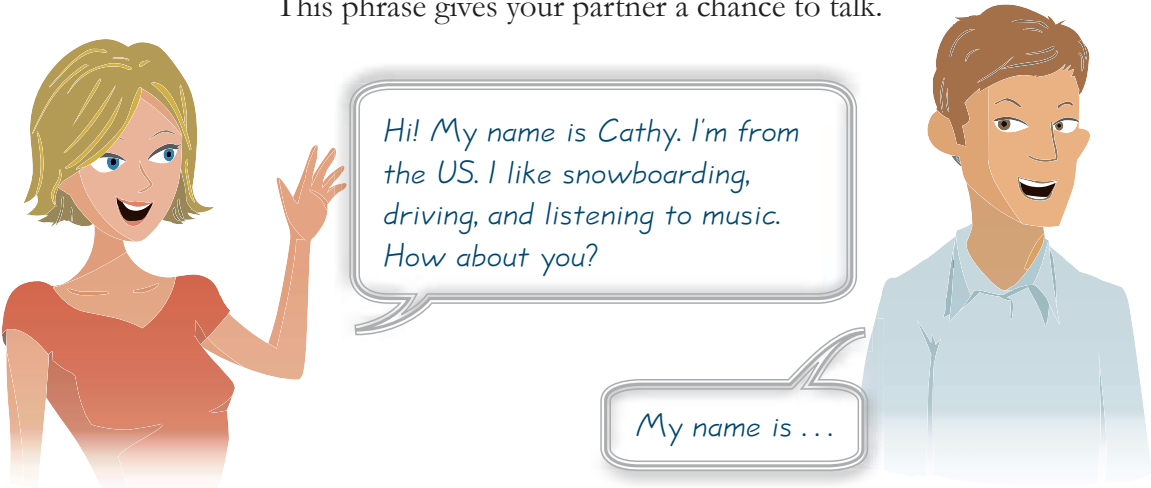 This phrase gives your partner a chance to talk.
Hi! My name is Cathy. I'm from
the US. I like snowboarding,
driving, and listening to music.
How about you?
My name is . . .